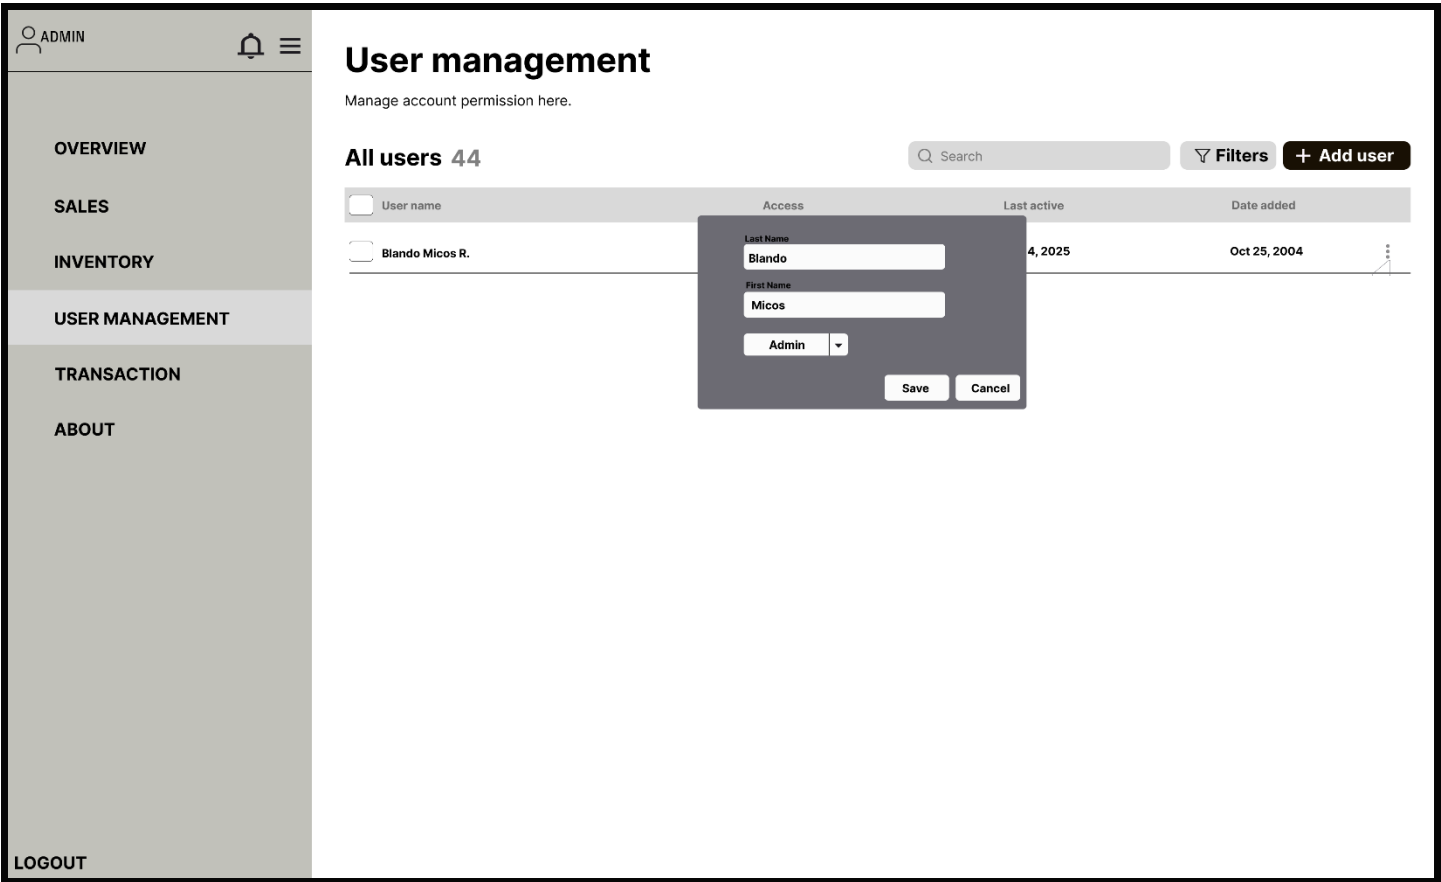 ADMIN
OVERVIEW
SALES
INVENTORY
USER MANAGEMENT
TRANSACTION
ABOUT
LOGOUT
User management
Manage account permission here.
All users 44
Search
Filters
+ Add user
User name Access Last active Date added
Blando Micos R. 4, 2025 Oct 25, 2004
Last Name
Blando
First Name
Micos
Admin
Save Cancel